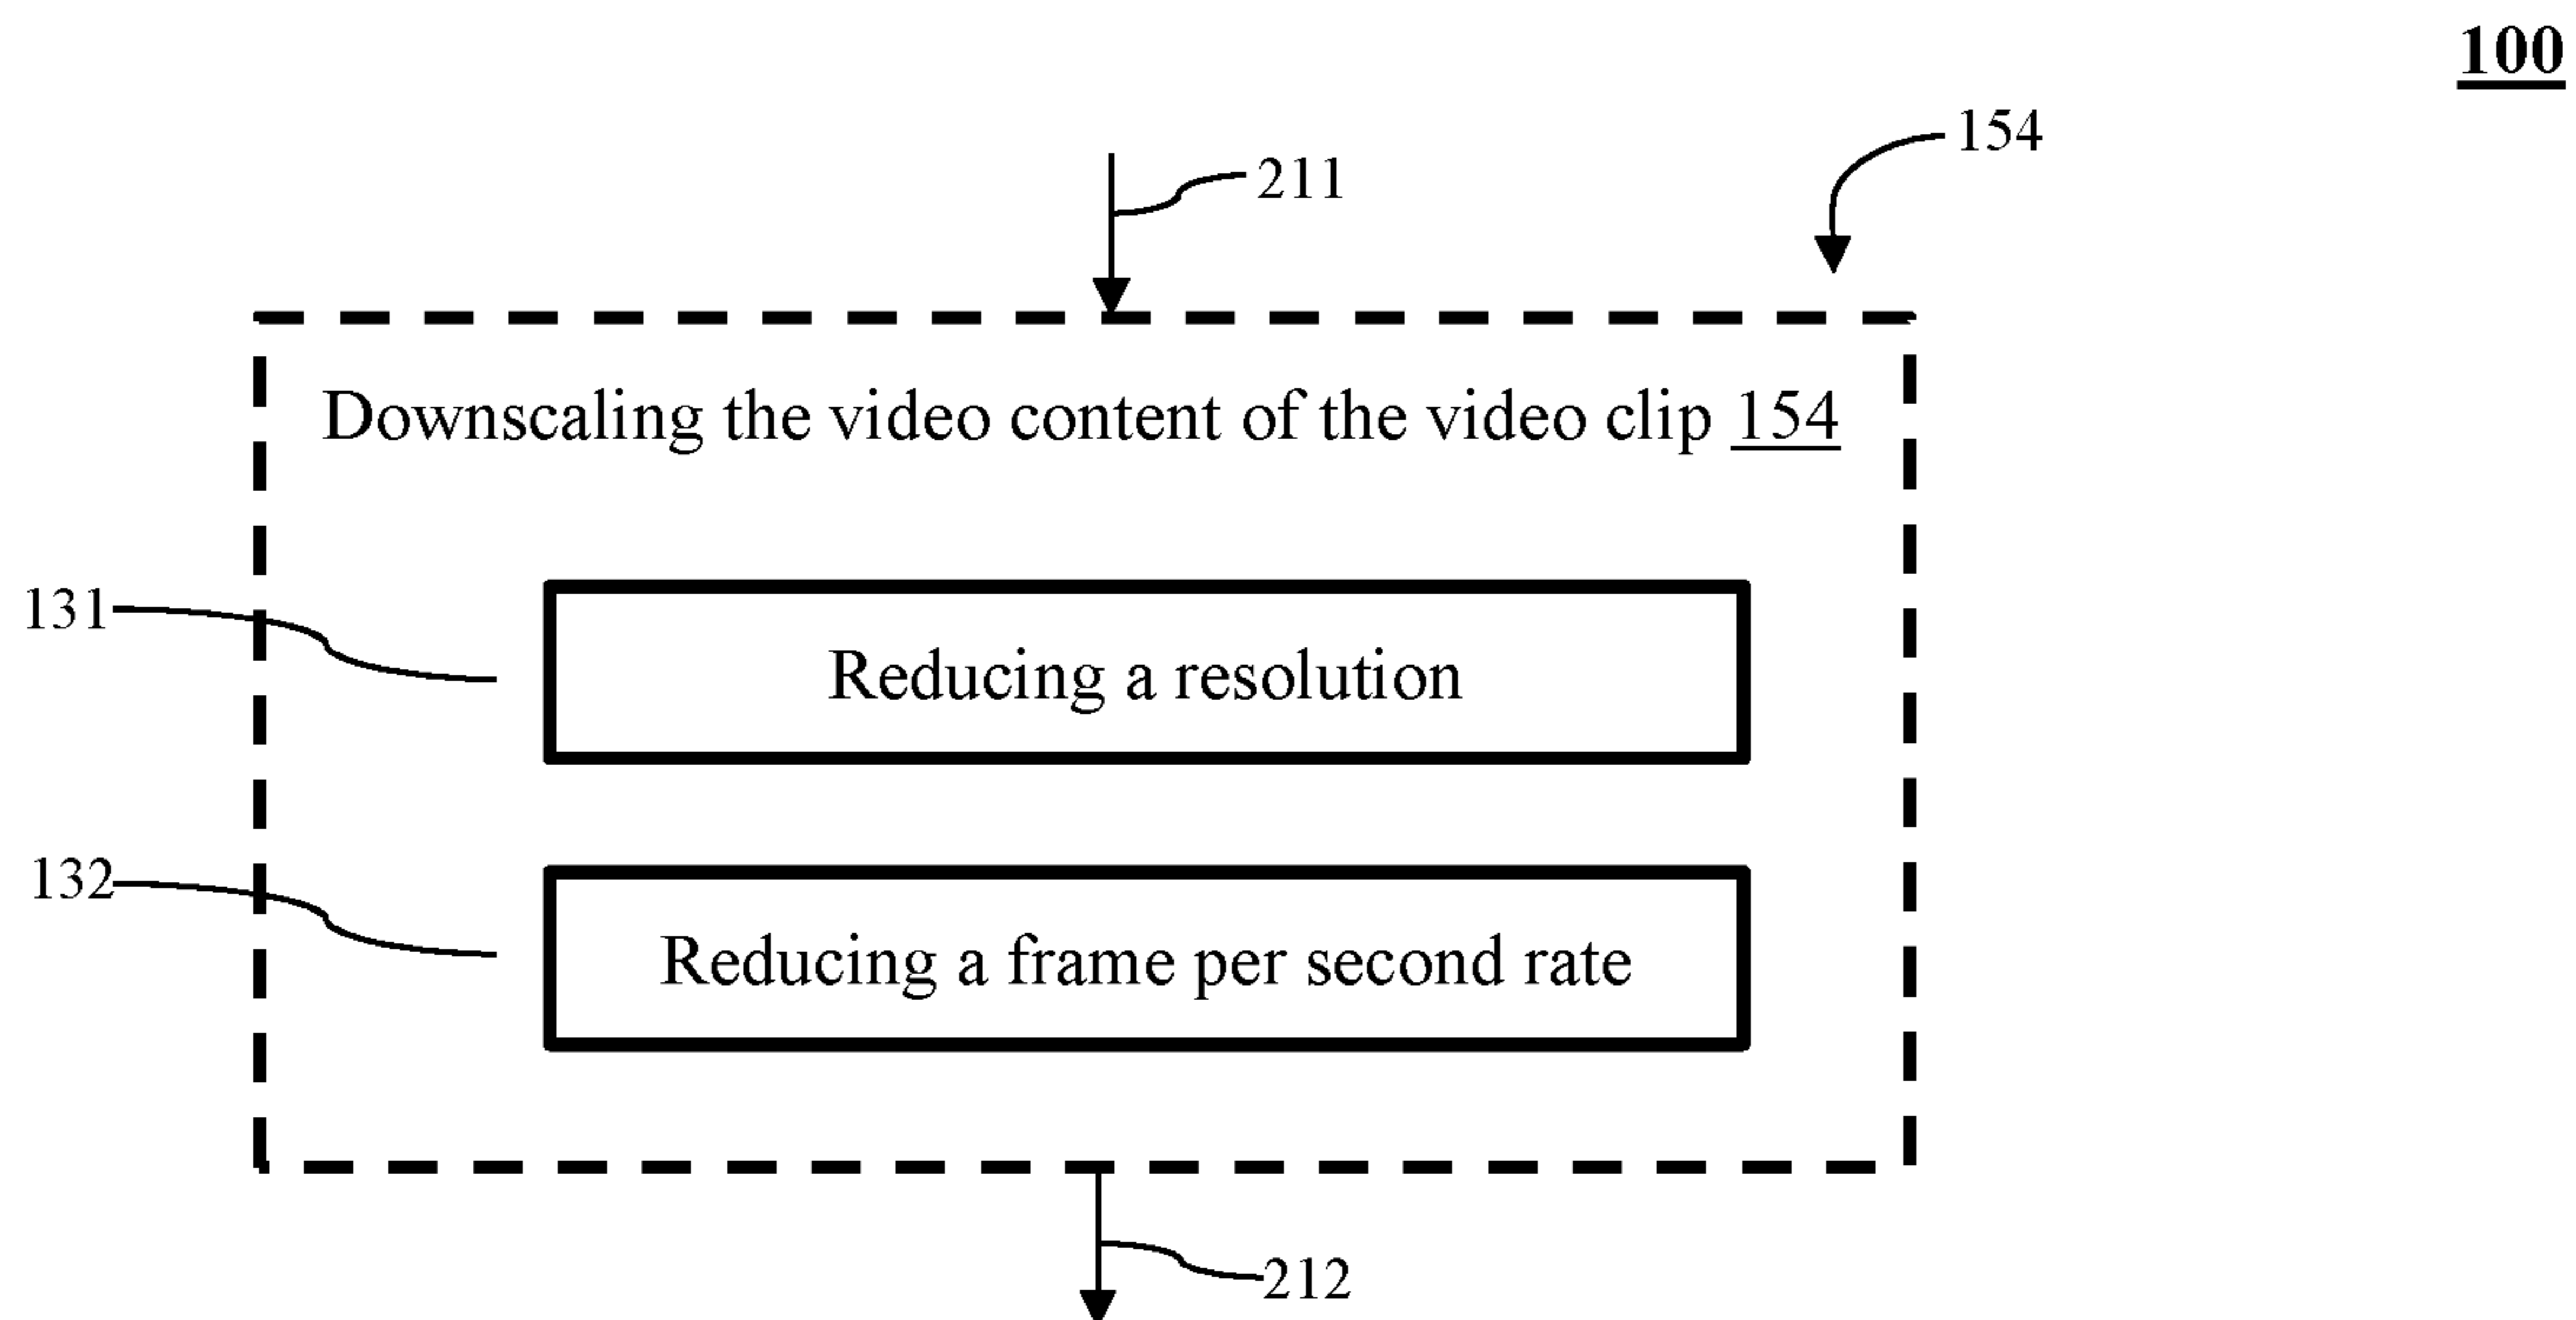 100
154
211
Downscaling the video content of the video clip 154
131
Reducing a resolution
132
Reducing a frame per second rate
212